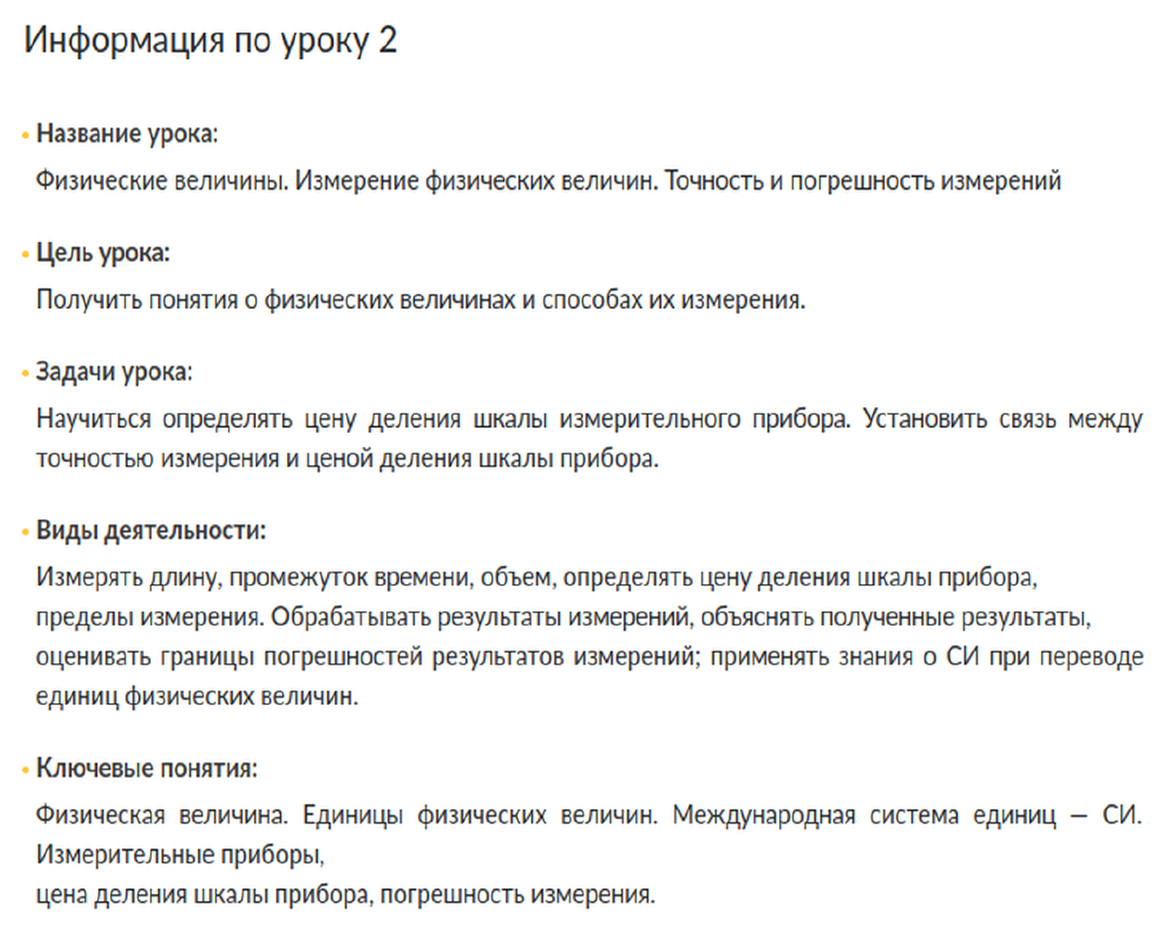 Информация по уроку 2
• Название урока:
Физические величины. Измерение физических величин. Точность и погрешность измерений
• Цель урока:
Получить понятия о физических величинах и способах их измерения.
• Задачи урока:
Научиться определять цену деления шкалы измерительного прибора. Установить связь между
точностью измерения и ценой деления шкалы прибора.
• Виды деятельности:
Измерять длину, промежуток времени, объем, определять цену деления шкалы прибора,
пределы измерения. Обрабатывать результаты измерений, объяснять полученные результаты,
оценивать границы погрешностей результатов измерений; применять знания о СИ при переводе
единиц физических величин.
• Ключевые понятия:
Физическая величина. Единицы физических величин. Международная система единиц — СИ.
Измерительные приборы,
цена деления шкалы прибора, погрешность измерения.